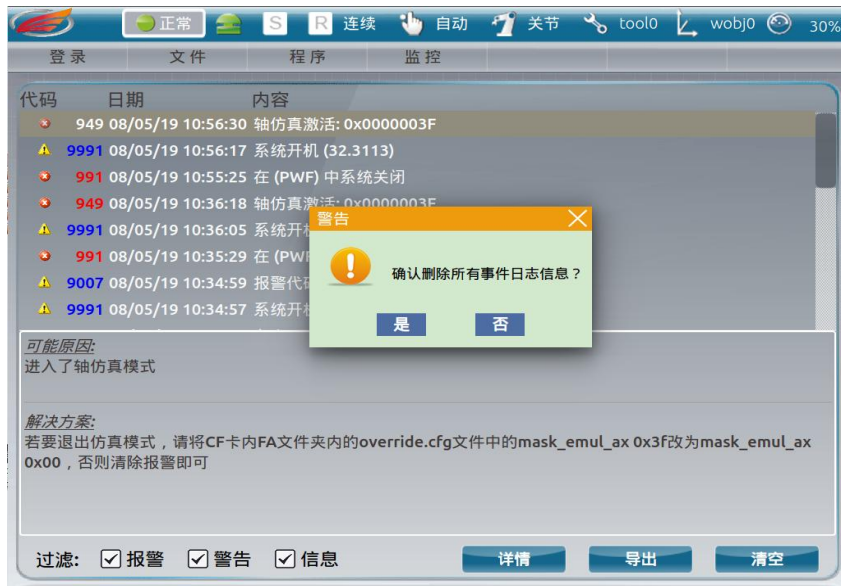 正常 S R 连续 自动 关节 tool0 wobj0 30%
登录 文件 程序 监控
代码 日期 内容
949 08/05/19 10:56:30 轴仿真激活: 0x0000003F
9991 08/05/19 10:56:17 系统开机 (32.3113)
991 08/05/19 10:55:25 在 (PWF) 中系统关闭
949 08/05/19 10:36:18 轴仿真激活: 0x0000003F
9991 08/05/19 10:36:05 系统开
991 08/05/19 10:35:29 在 (PW
9007 08/05/19 10:34:59 报警代
9991 08/05/19 10:34:57 系统开
警告
确认删除所有事件日志信息？
是 否
可能原因:
进入了轴仿真模式
解决方案:
若要退出仿真模式，请将CF卡内FA文件夹内的override.cfg文件中的mask_emul_ax 0x3f改为mask_emul_ax
0x00，否则清除报警即可
过滤: 报警 警告 信息 详情 导出 清空